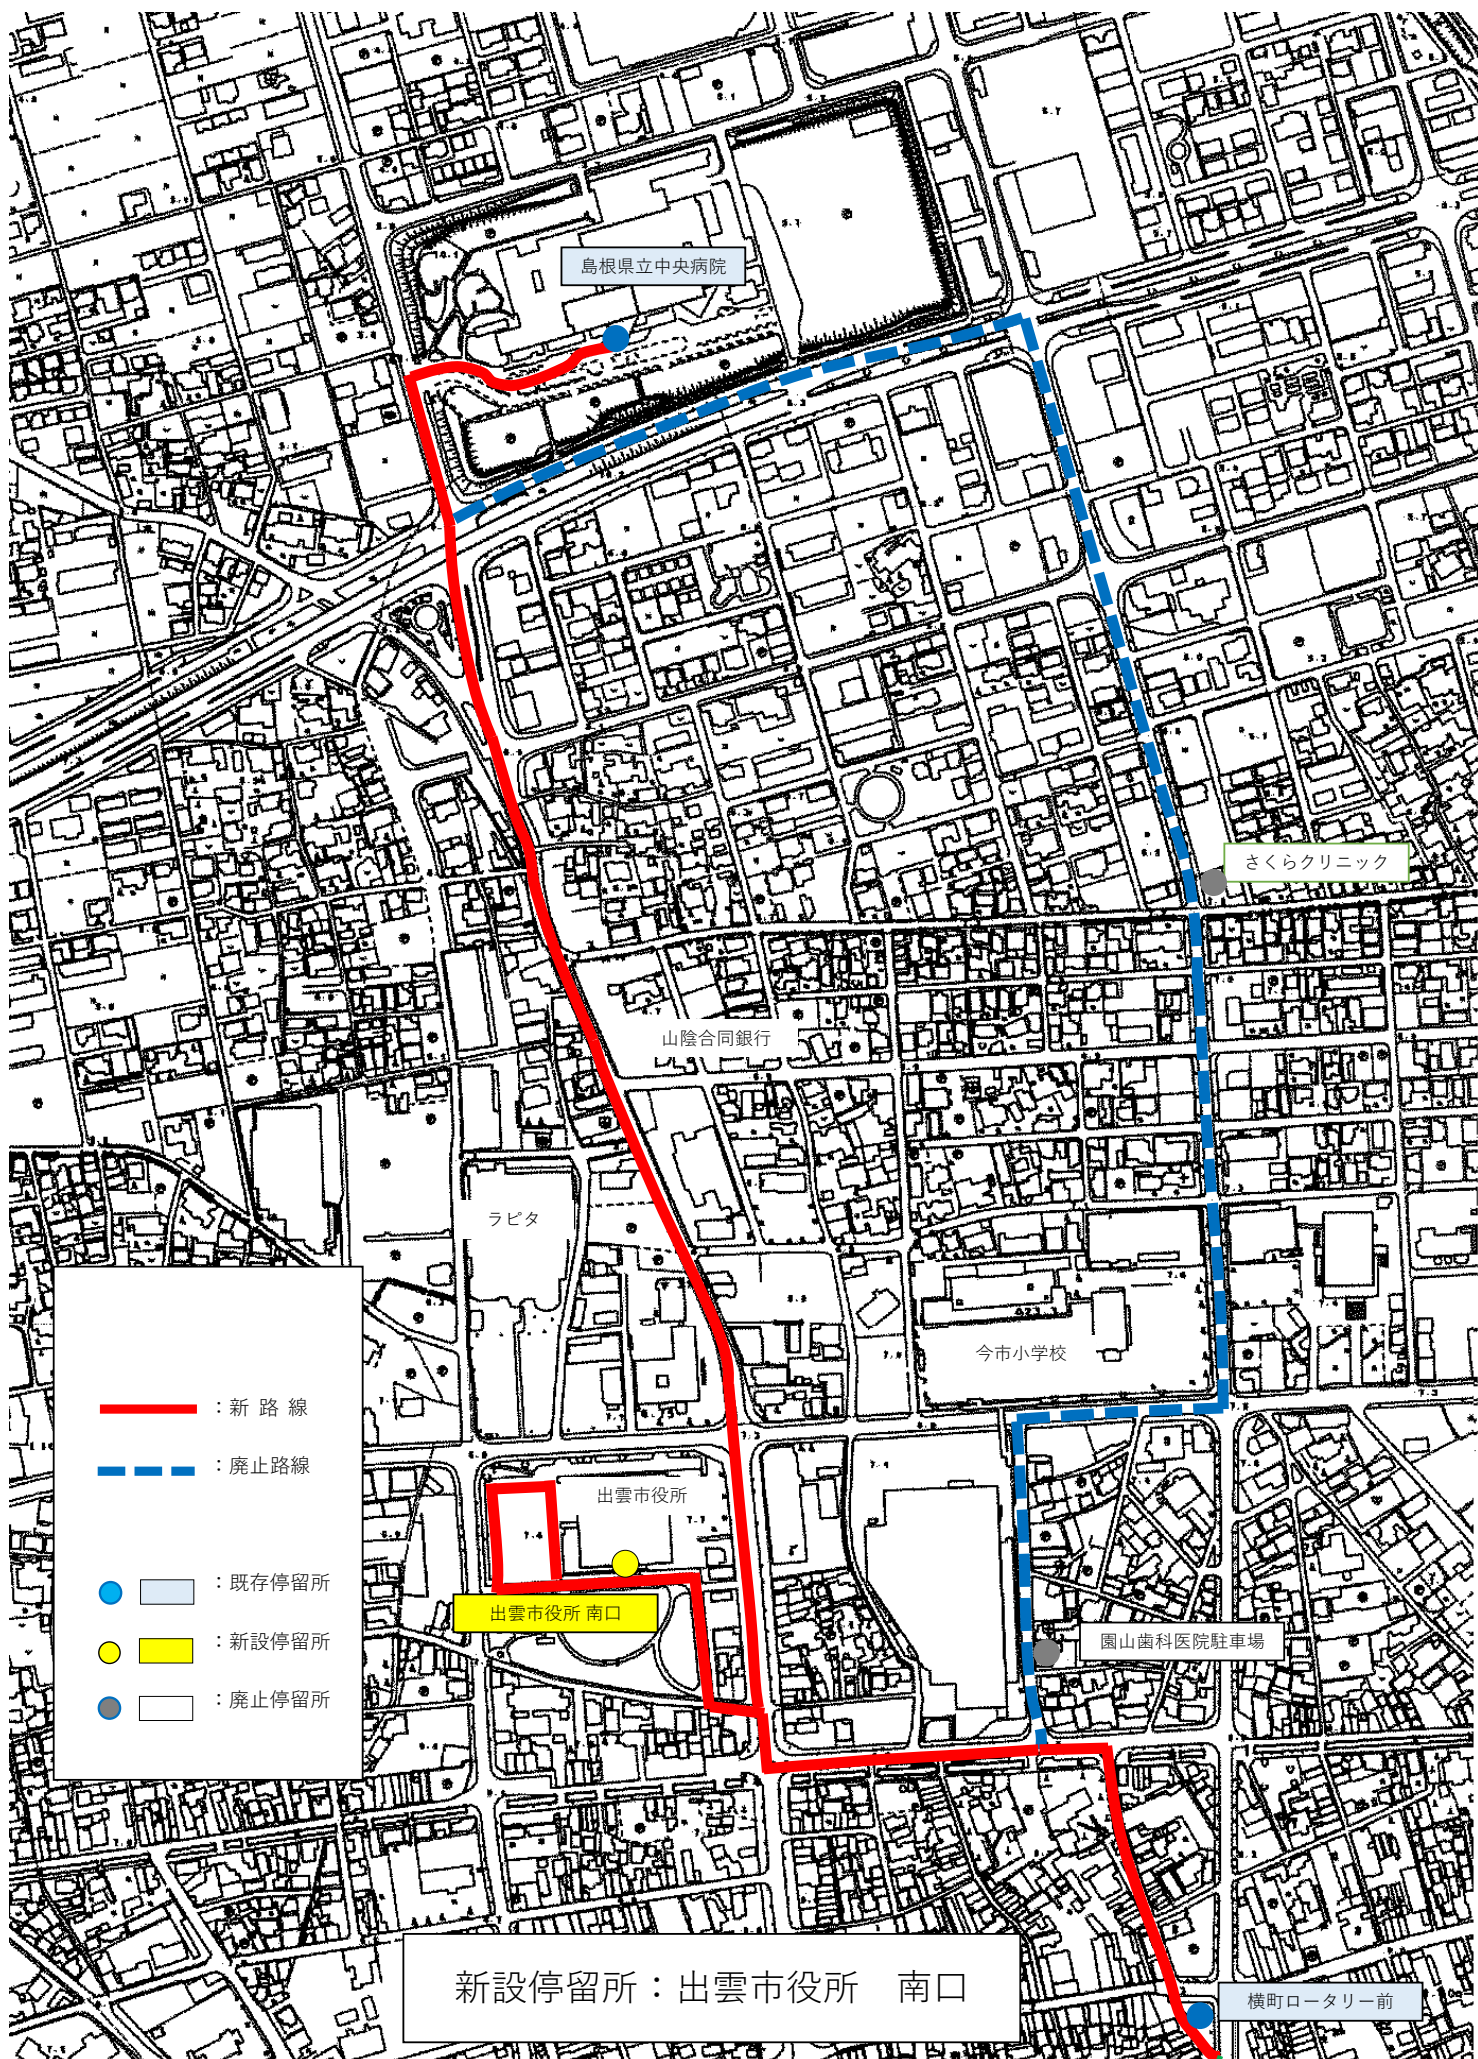 島根県立中央病院
さくらクリニック
山陰合同銀行
ラピタ
今市小学校
：新 路 線
：廃止路線
出雲市役所
：既存停留所
出雲市役所 南口
：新設停留所
園山歯科医院駐車場
：廃止停留所
新設停留所：出雲市役所　南口
横町ロータリー前